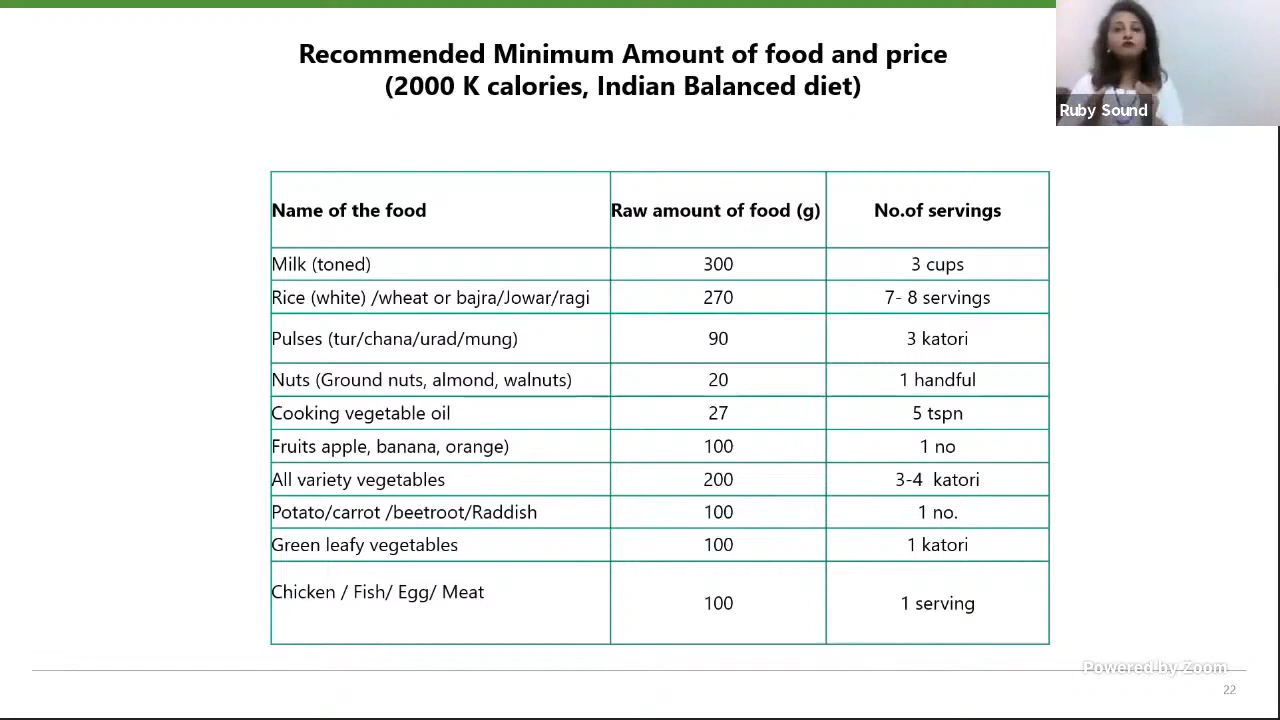 Recommended Minimum Amount of food and price
(2000 K calories, Indian Balanced diet)
Ruby Sound
Name of the food Raw amount of food (g) No.of servings
Milk (toned) 300 3 cups
Rice (white) /wheat or bajra/Jowar/ragi 270 7- 8 servings
Pulses (tur/chana/urad/mung) 90 3 katori
Nuts (Ground nuts, almond, walnuts) 20 1 handful
Cooking vegetable oil 27 5 tspn
Fruits apple, banana, orange) 100 1 no
All variety vegetables 200 3-4 katori
Potato/carrot /beetroot/Raddish 100 1 no.
Green leafy vegetables 100 1 katori
Chicken / Fish/ Egg/ Meat 100 1 serving
Powered by Zoom
22